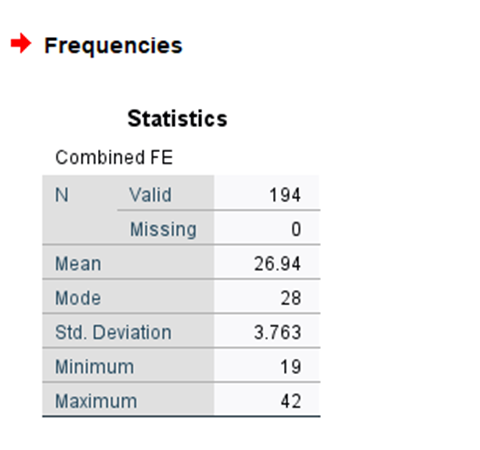 Frequencies
Statistics
Combined FE
N Valid 194
Missing 0
Mean 26.94
Mode 28
Std. Deviation 3.763
Minimum 19
Maximum 42